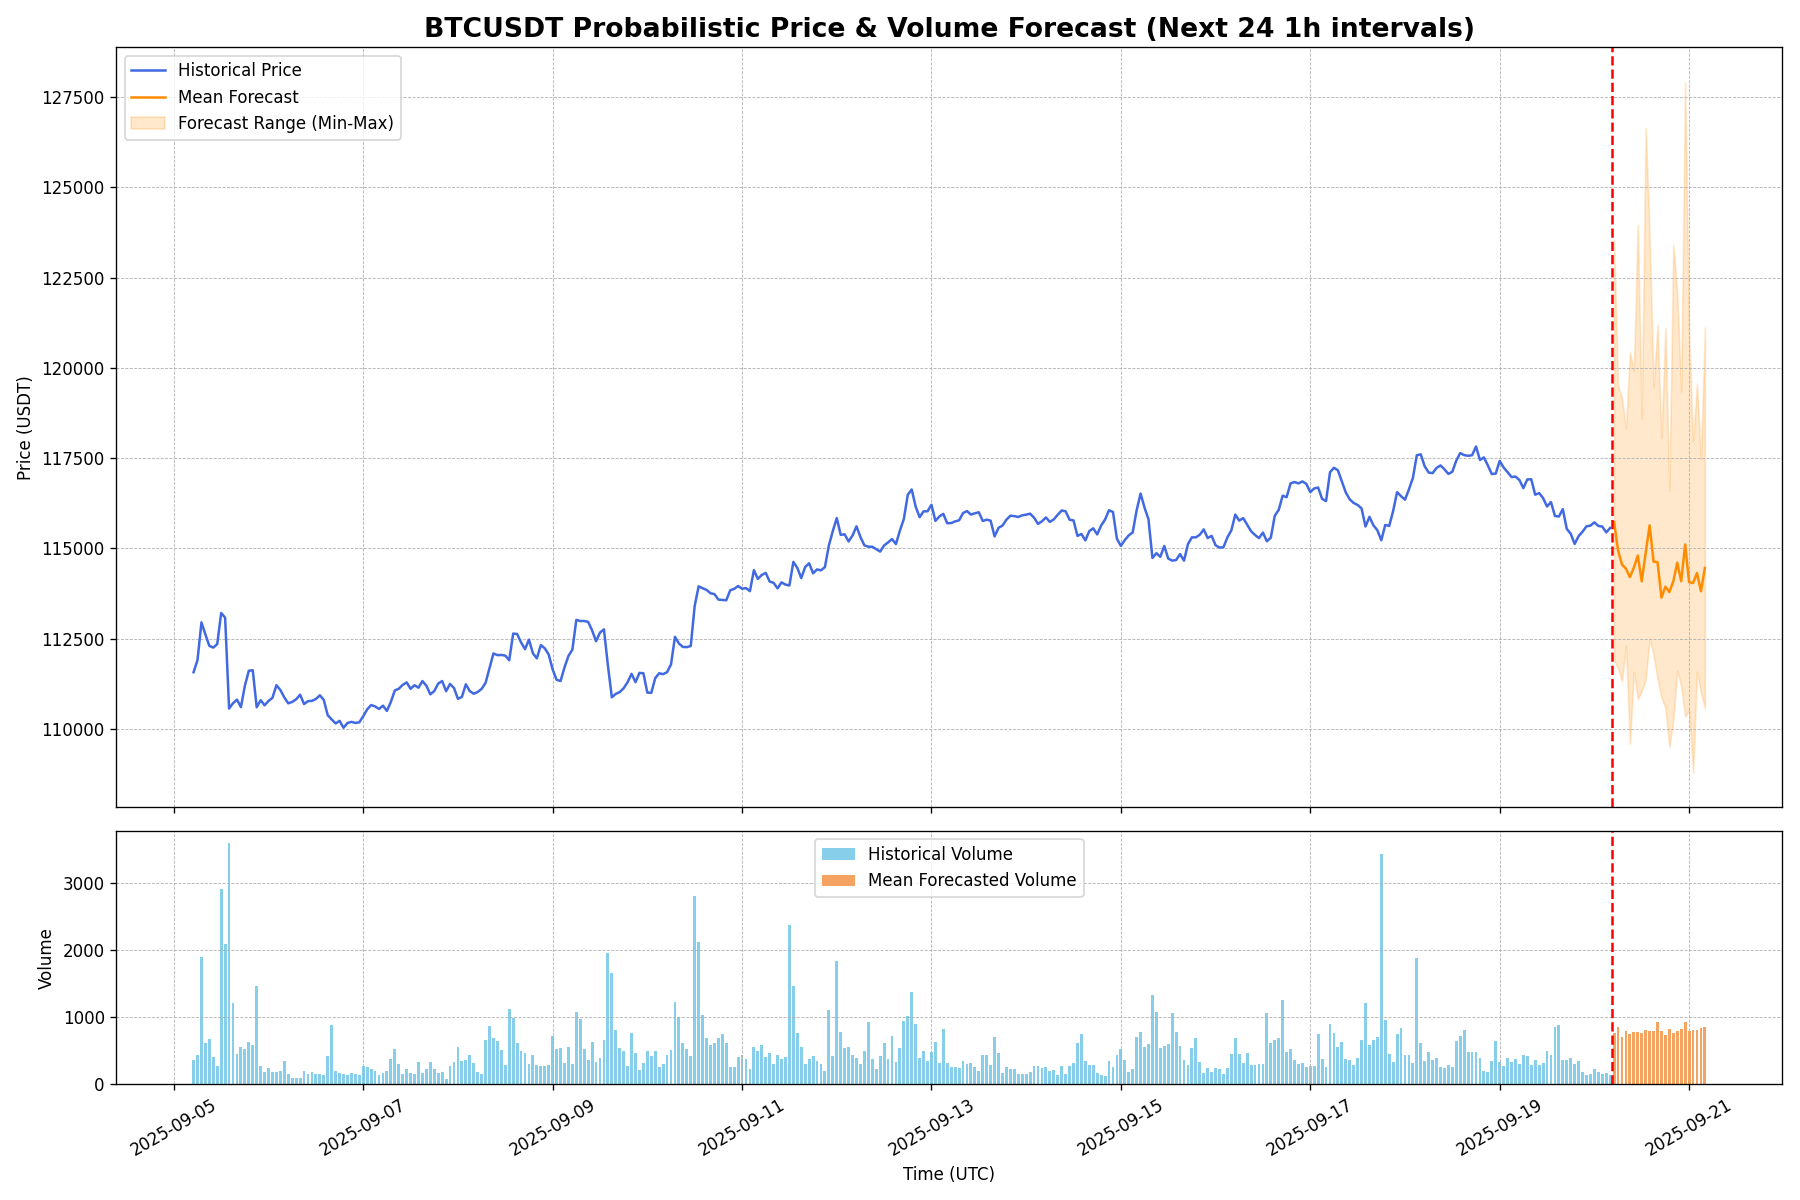 BTCUSDT Probabilistic Price & Volume Forecast (Next 24 1h intervals)
Historical Price
Mean Forecast
Forecast Range (Min-Max)
127500
125000
122500
120000
117500
115000
112500
110000
Price (USDT)
Historical Volume
Mean Forecasted Volume
3000
2000
1000
0
Volume
2025-09-05
2025-09-07
2025-09-09
2025-09-11
2025-09-13
2025-09-15
2025-09-17
2025-09-19
2025-09-21
Time (UTC)